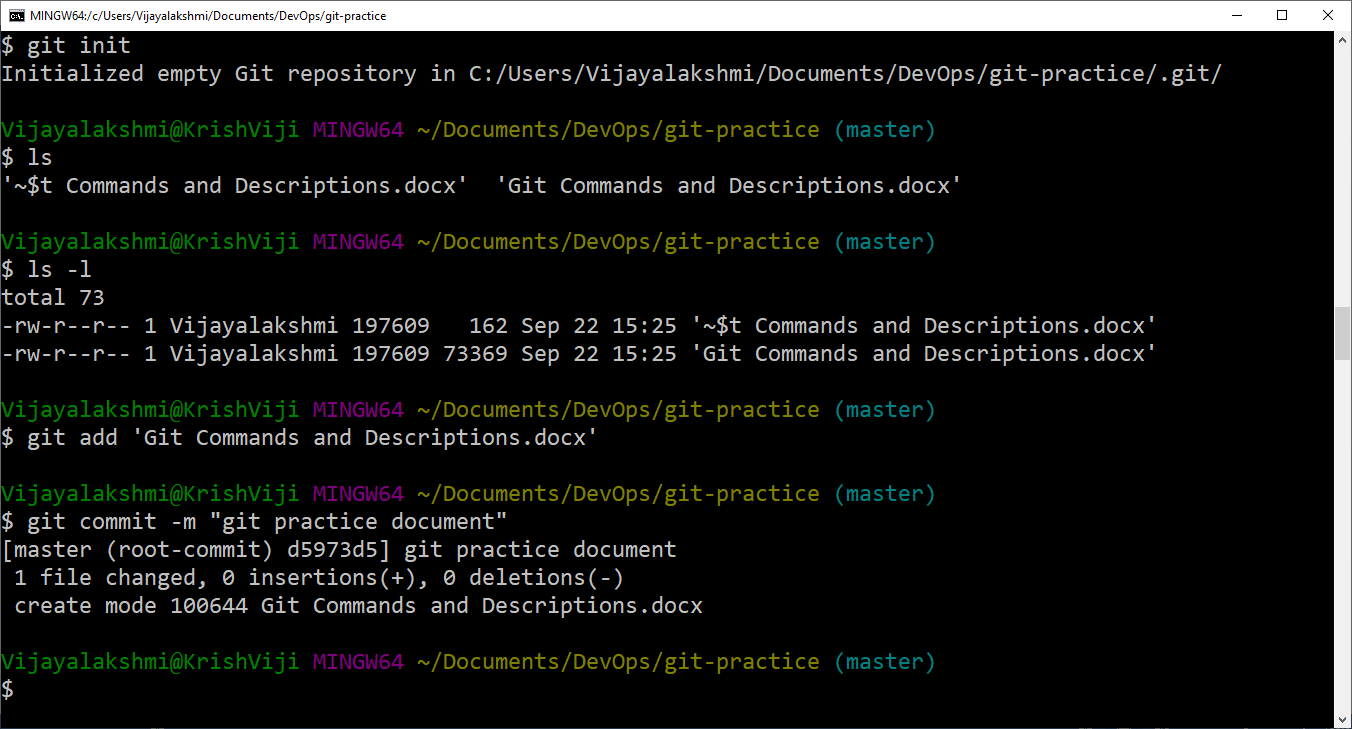 MINGW64:/c/Users/Vijayalakshmi/Documents/DevOps/git-practice
$ git init
Initialized empty Git repository in C:/Users/Vijayalakshmi/Documents/DevOps/git-practice/.git/
Vijayalakshmi@KrishViji MINGW64 ~/Documents/DevOps/git-practice (master)
$ ls
'~$t Commands and Descriptions.docx'  'Git Commands and Descriptions.docx'
Vijayalakshmi@KrishViji MINGW64 ~/Documents/DevOps/git-practice (master)
$ ls -l
total 73
-rw-r--r-- 1 Vijayalakshmi 197609   162 Sep 22 15:25 '~$t Commands and Descriptions.docx'
-rw-r--r-- 1 Vijayalakshmi 197609 73369 Sep 22 15:25 'Git Commands and Descriptions.docx'
Vijayalakshmi@KrishViji MINGW64 ~/Documents/DevOps/git-practice (master)
$ git add 'Git Commands and Descriptions.docx'
Vijayalakshmi@KrishViji MINGW64 ~/Documents/DevOps/git-practice (master)
$ git commit -m "git practice document"
[master (root-commit) d5973d5] git practice document
 1 file changed, 0 insertions(+), 0 deletions(-)
 create mode 100644 Git Commands and Descriptions.docx
Vijayalakshmi@KrishViji MINGW64 ~/Documents/DevOps/git-practice (master)
$